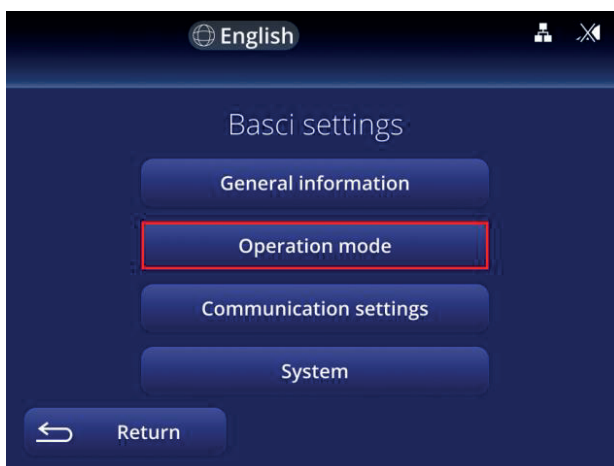 English
Basci settings
General information
Operation mode
Communication settings
System
Return